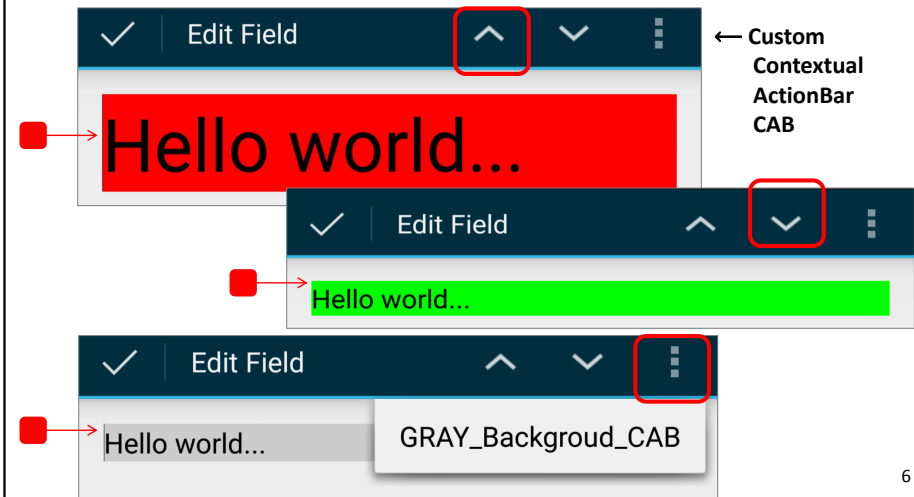 Edit Field
← Custom
Contextual
ActionBar
CAB
Hello world...
Edit Field
Hello world...
Edit Field
GRAY_Backgroud_CAB
Hello world...
6